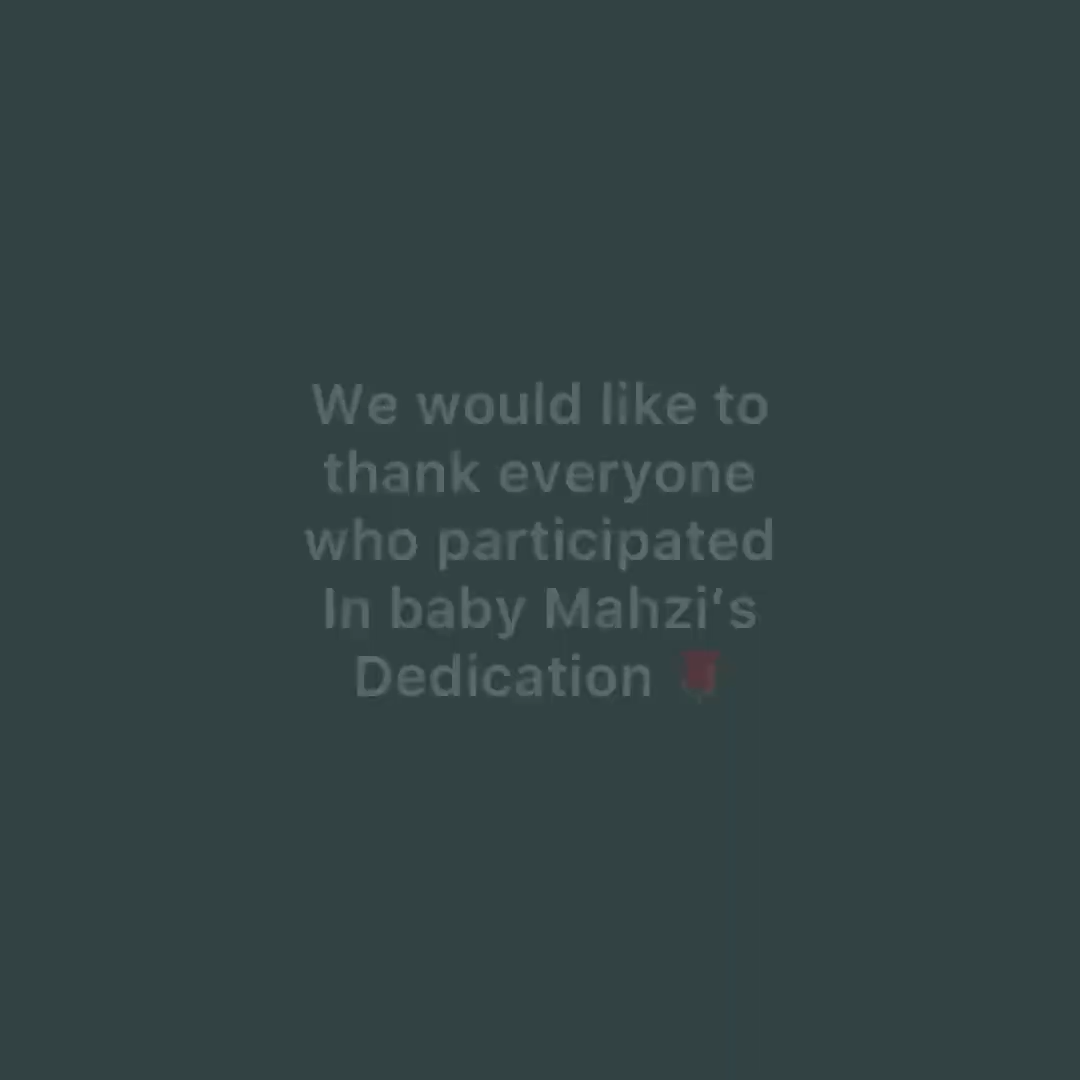 We would like to
thank everyone
who participated
In baby Mahzi‘s
Dedication